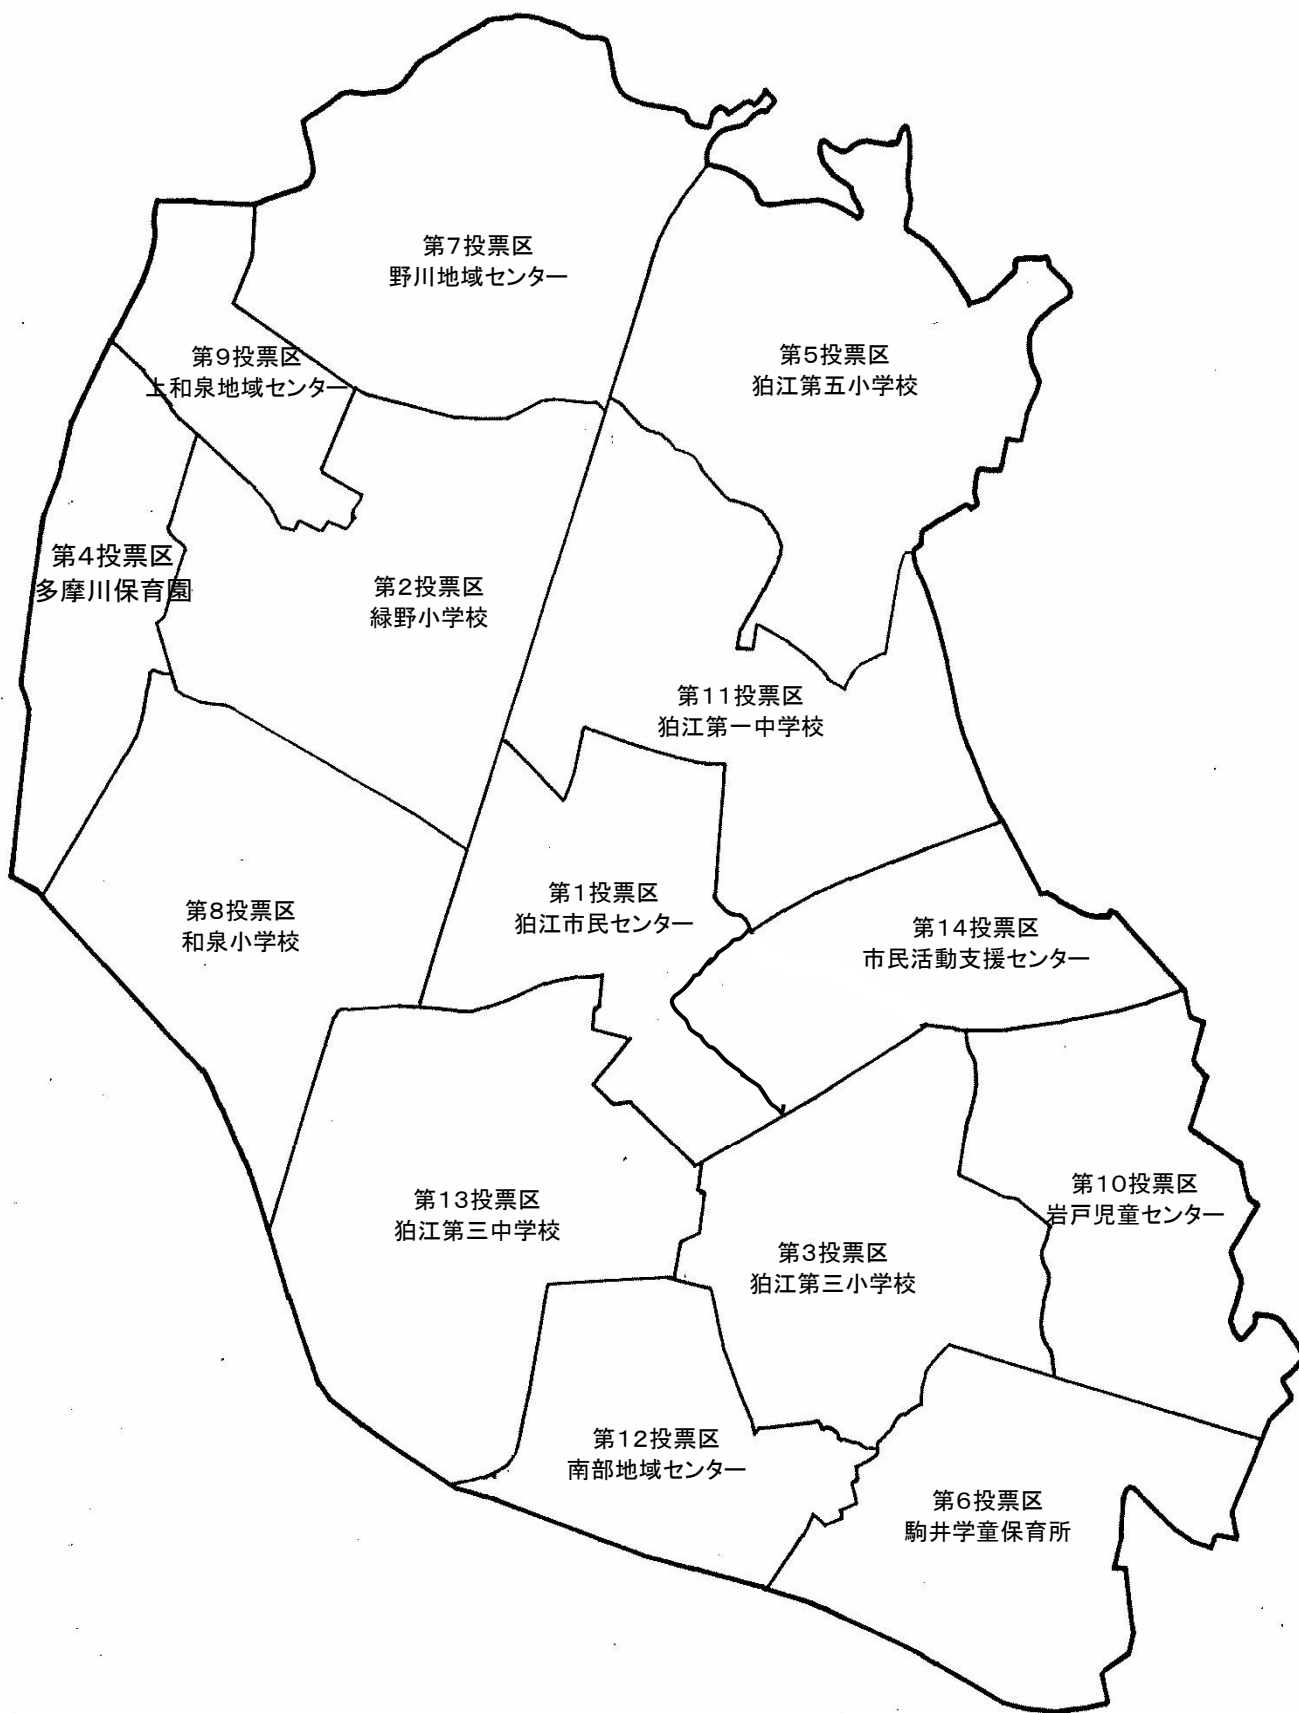 第7投票区
野川地域センター
第5投票区
狛江第五小学校
第9投票区
上和泉地域センター
第4投票区
多摩川保育園
第2投票区
緑野小学校
第11投票区
狛江第一中学校
第8投票区
和泉小学校
第1投票区
狛江市民センター
第14投票区
市民活動支援センター
第13投票区
狛江第三中学校
第10投票区
岩戸児童センター
第3投票区
狛江第三小学校
第12投票区
南部地域センター
第6投票区
駒井学童保育所